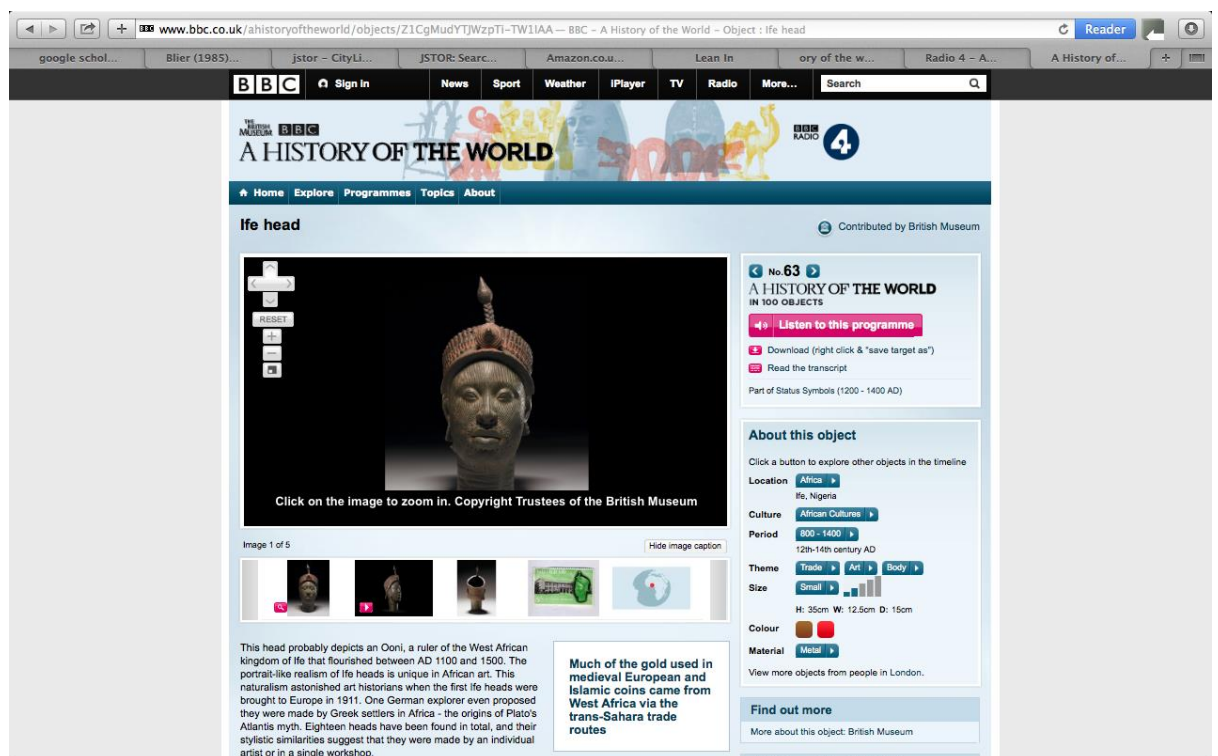 www.bbc.co.uk/ahistoryoftheworld/objects/Z1CgMudYTJWzpTi-TW1lAA — BBC – A History of the World – Object : Ife head
Reader
google schol... Blier (1985)... jstor – CityLi... JSTOR: Searc... Amazon.co.u... Lean In ory of the w... Radio 4 – A... A History of...
BBC Sign in News Sport Weather iPlayer TV Radio More... Search
THE BRITISH MUSEUM BBC
A HISTORY OF THE WORLD
BBC RADIO 4
Home Explore Programmes Topics About
Ife head
Contributed by British Museum
RESET
Click on the image to zoom in. Copyright Trustees of the British Museum
Image 1 of 5 Hide image caption
This head probably depicts an Ooni, a ruler of the West African
kingdom of Ife that flourished between AD 1100 and 1500. The
portrait-like realism of Ife heads is unique in African art. This
naturalism astonished art historians when the first Ife heads were
brought to Europe in 1911. One German explorer even proposed
they were made by Greek settlers in Africa - the origins of Plato's
Atlantis myth. Eighteen heads have been found in total, and their
stylistic similarities suggest that they were made by an individual
artist or in a single workshop.
Much of the gold used in
medieval European and
Islamic coins came from
West Africa via the
trans-Sahara trade
routes
No.63
A HISTORY OF THE WORLD
IN 100 OBJECTS
Listen to this programme
Download (right click & "save target as")
Read the transcript
Part of Status Symbols (1200 - 1400 AD)
About this object
Click a button to explore other objects in the timeline
Location Africa
Ife, Nigeria
Culture African Cultures
Period 800 - 1400
12th-14th century AD
Theme Trade Art Body
Size Small
H: 35cm W: 12.5cm D: 15cm
Colour
Material Metal
View more objects from people in London.
Find out more
More about this object: British Museum